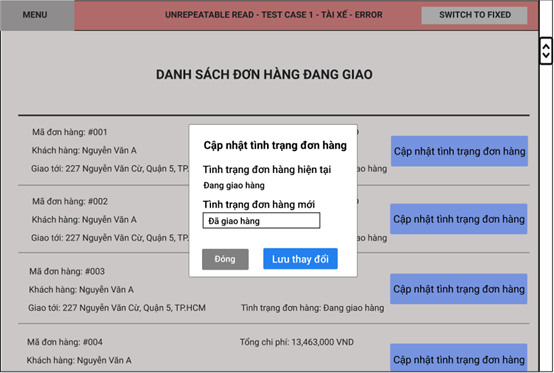 MENU
UNREPEATABLE READ - TEST CASE 1 - TÀI XẾ - ERROR
SWITCH TO FIXED
DANH SÁCH ĐƠN HÀNG ĐANG GIAO
Mã đơn hàng: #001
Khách hàng: Nguyễn Văn A
Giao tới: 227 Nguyễn Văn Cừ, Quận 5, TP.
hàng
Cập nhật tình trạng đơn hàng
Mã đơn hàng: #002
Khách hàng: Nguyễn Văn A
Giao tới: 227 Nguyễn Văn Cừ, Quận 5, TP.
hàng
Cập nhật tình trạng đơn hàng
Cập nhật tình trạng đơn hàng
Tình trạng đơn hàng hiện tại
Đang giao hàng
Tình trạng đơn hàng mới
Đã giao hàng
Đóng
Lưu thay đổi
Mã đơn hàng: #003
Khách hàng: Nguyễn Văn A
Giao tới: 227 Nguyễn Văn Cừ, Quận 5, TP.HCM
Tình trạng đơn hàng: Đang giao hàng
Cập nhật tình trạng đơn hàng
Mã đơn hàng: #004
Tổng chi phí: 13,463,000 VND
Khách hàng: Nguyễn Văn A
Cập nhật tình trạng đơn hàng